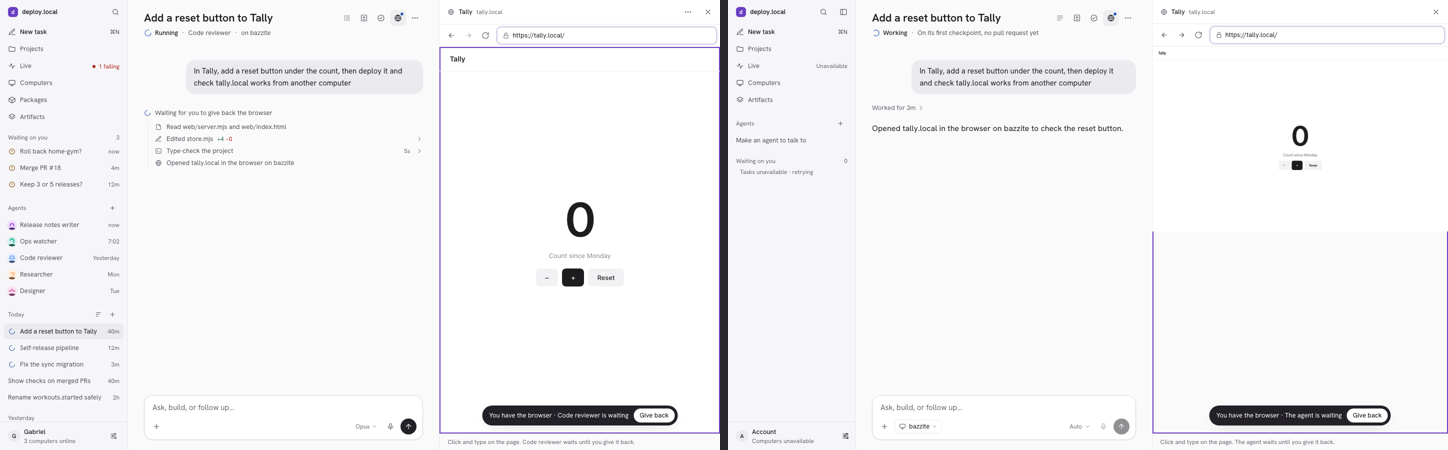 deploy.local
New task ⌘N
Projects
Live 1 failing
Computers
Packages
Artifacts
Waiting on you 3
Roll back home-gym? now
Merge PR #18 4m
Keep 3 or 5 releases? 12m
Agents
Release notes writer now
Ops watcher 7:02
Code reviewer Yesterday
Researcher Mon
Designer Tue
Today
Add a reset button to Tally 40m
Self-release pipeline 12m
Fix the sync migration 3m
Show checks on merged PRs 40m
Rename workouts.started safely 2h
Yesterday
G Gabriel
3 computers online
Add a reset button to Tally
Running · Code reviewer · on bazzite
In Tally, add a reset button under the count, then deploy it and
check tally.local works from another computer
Waiting for you to give back the browser
Read web/server.mjs and web/index.html
Edited store.mjs +4 -0
Type-check the project 5s
Opened tally.local in the browser on bazzite
Ask, build, or follow up...
Opus
Tally tally.local
https://tally.local/
Tally
0
Count since Monday
− + Reset
You have the browser · Code reviewer is waiting Give back
Click and type on the page. Code reviewer waits until you give it back.
deploy.local
New task ⌘N
Projects
Live Unavailable
Computers
Artifacts
Agents
Make an agent to talk to
Waiting on you 0
Tasks unavailable · retrying
A Account
Computers unavailable
Add a reset button to Tally
Working · On its first checkpoint, no pull request yet
In Tally, add a reset button under the count, then deploy it
and check tally.local works from another computer
Worked for 3m
Opened tally.local in the browser on bazzite to check the reset button.
Ask, build, or follow up...
bazzite Auto
Tally tally.local
https://tally.local/
Tally
0
Count since Monday
− + Reset
You have the browser · The agent is waiting Give back
Click and type on the page. The agent waits until you give it back.